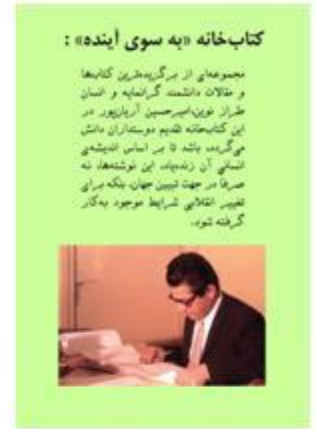 کتاب‌خانه «به سوی آینده» :
مجموعه‌ای از برگزیده‌ترین کتاب‌ها
و مقالات دانشمند گرانمایه و انسان
طراز نوین،امیرحسین آریان‌پور در
این کتاب‌خانه تقدیم دوستداران دانش
می‌گردد، باشد تا بر اساس اندیشه‌ی
انسانی آن زنده‌یاد، این نوشته‌ها، نه
صرفا در جهت تبیین جهان، بلکه برای
تغییر انقلابی شرایط موجود به‌کار
گرفته شود.